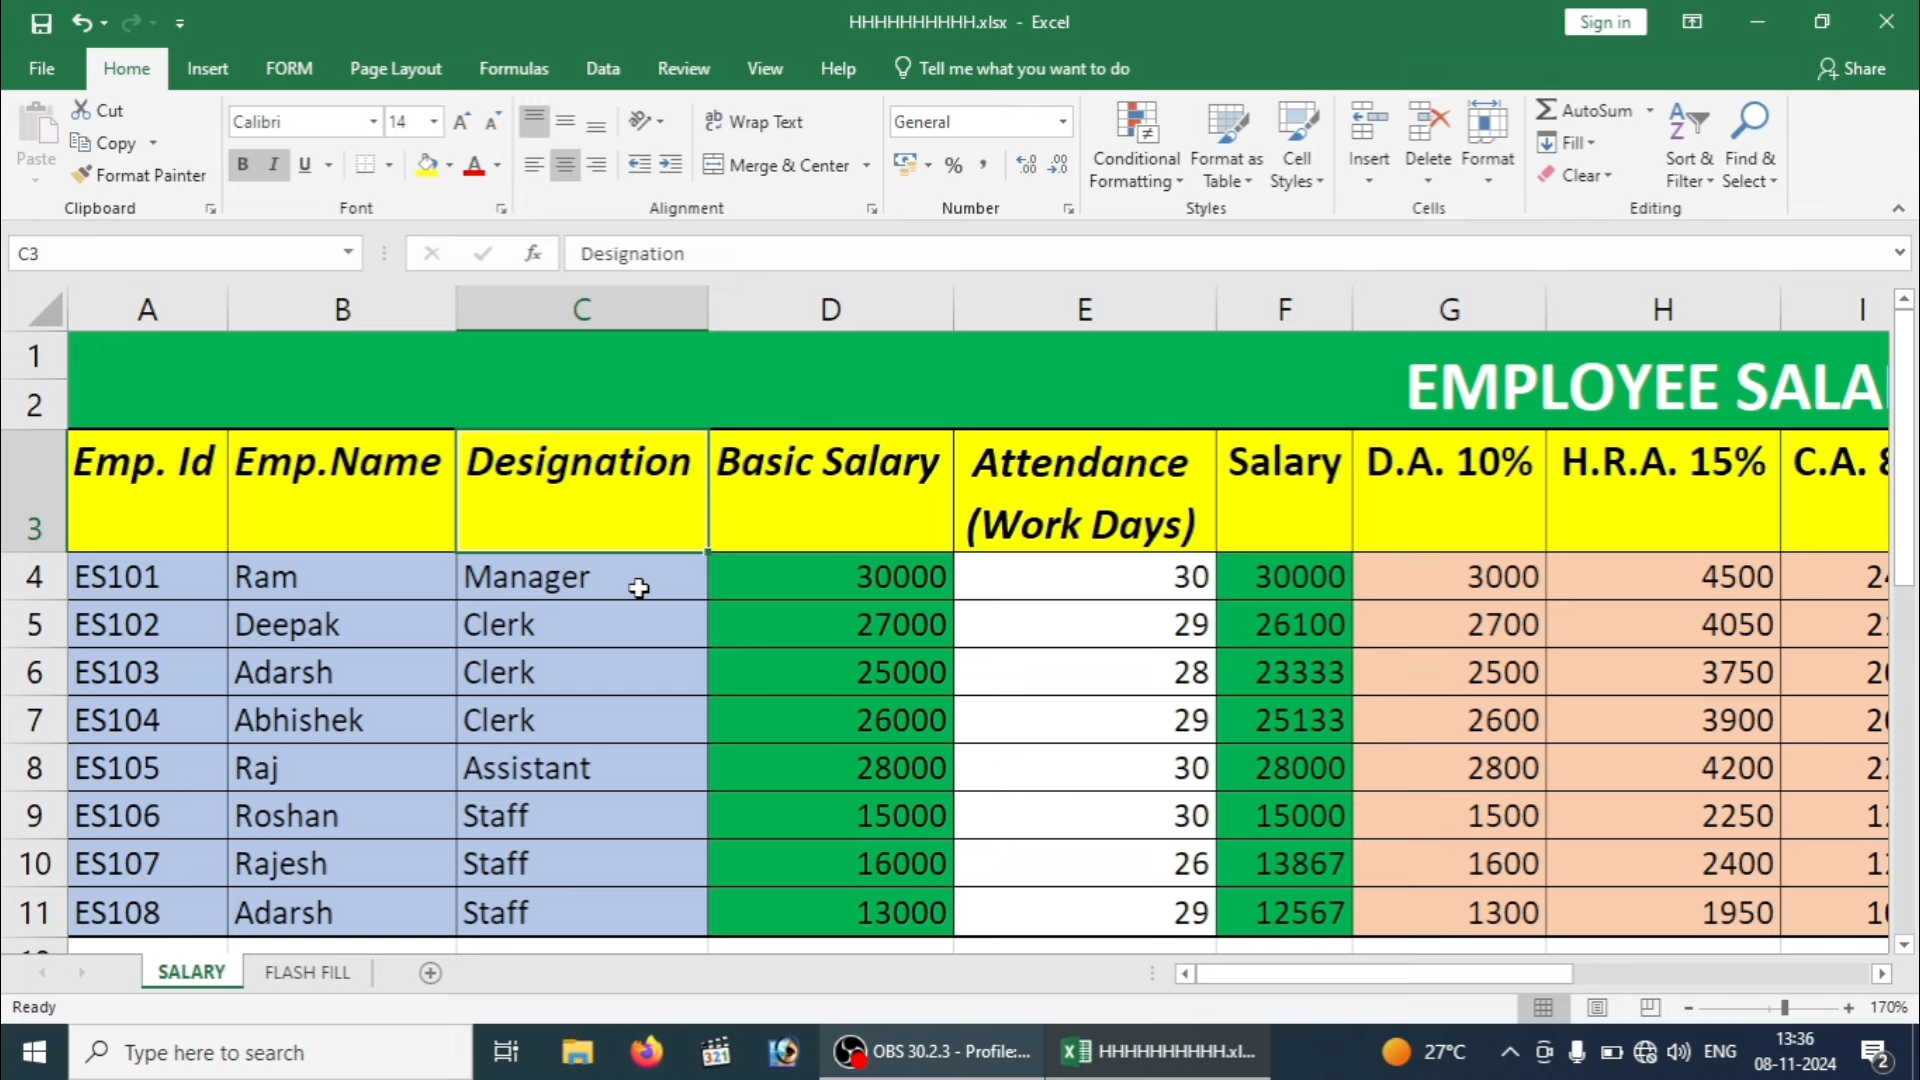 HHHHHHHHHH.xlsx - Excel
Sign in
File Home Insert FORM Page Layout Formulas Data Review View Help Tell me what you want to do Share
Paste
Cut
Copy
Format Painter
Clipboard
Calibri 14
B I U
Font
Wrap Text
Merge & Center
Alignment
General
%
Number
Conditional Formatting
Format as Table
Cell Styles
Styles
Insert Delete Format
Cells
AutoSum
Fill
Clear
Sort & Filter
Find & Select
Editing
C3 fx Designation
A B C D E F G H I
1
2
EMPLOYEE SALA
3 Emp. Id Emp.Name Designation Basic Salary Attendance (Work Days) Salary D.A. 10% H.R.A. 15% C.A.
4 ES101 Ram Manager 30000 30 30000 3000 4500
5 ES102 Deepak Clerk 27000 29 26100 2700 4050
6 ES103 Adarsh Clerk 25000 28 23333 2500 3750
7 ES104 Abhishek Clerk 26000 29 25133 2600 3900
8 ES105 Raj Assistant 28000 30 28000 2800 4200
9 ES106 Roshan Staff 15000 30 15000 1500 2250
10 ES107 Rajesh Staff 16000 26 13867 1600 2400
11 ES108 Adarsh Staff 13000 29 12567 1300 1950
SALARY FLASH FILL
Ready 170%
Type here to search
321
OBS 30.2.3 - Profile:...
HHHHHHHHHH.xl...
27°C
ENG
13:36
08-11-2024
2